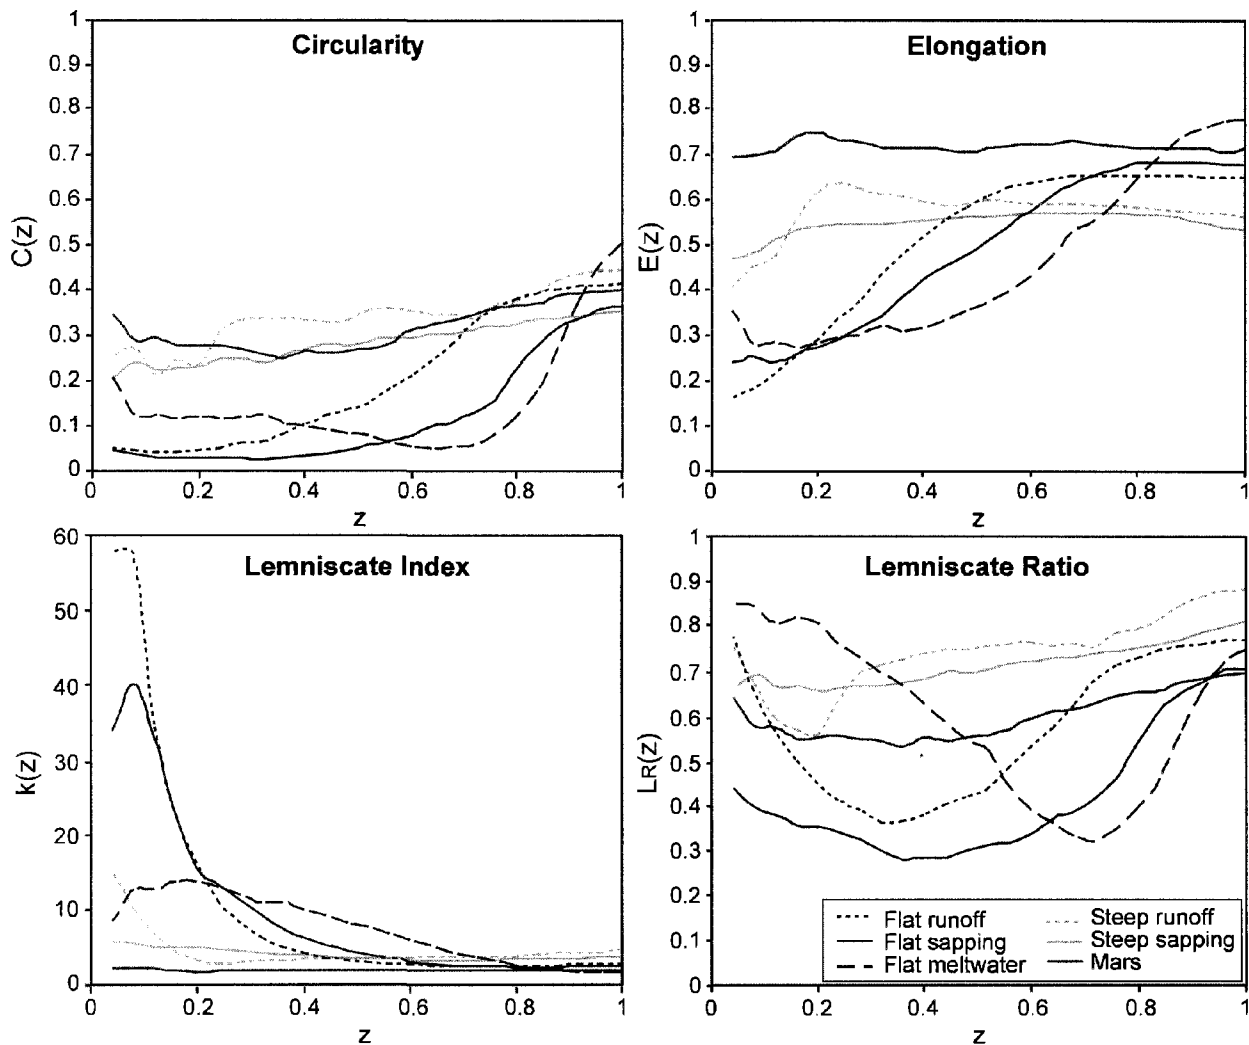 Circularity
1
0.9
0.8
0.7
0.6
0.5
0.4
0.3
0.2
0.1
0
C(z)
0 0.2 0.4 0.6 0.8 1
z
Elongation
1
0.9
0.8
0.7
0.6
0.5
0.4
0.3
0.2
0.1
0
E(z)
0 0.2 0.4 0.6 0.8 1
z
Lemniscate Index
60
50
40
30
20
10
0
k(z)
0 0.2 0.4 0.6 0.8 1
z
Lemniscate Ratio
1
0.9
0.8
0.7
0.6
0.5
0.4
0.3
0.2
0.1
0
LR(z)
0 0.2 0.4 0.6 0.8 1
z
Flat runoff
Flat sapping
Flat meltwater
Steep runoff
Steep sapping
Mars